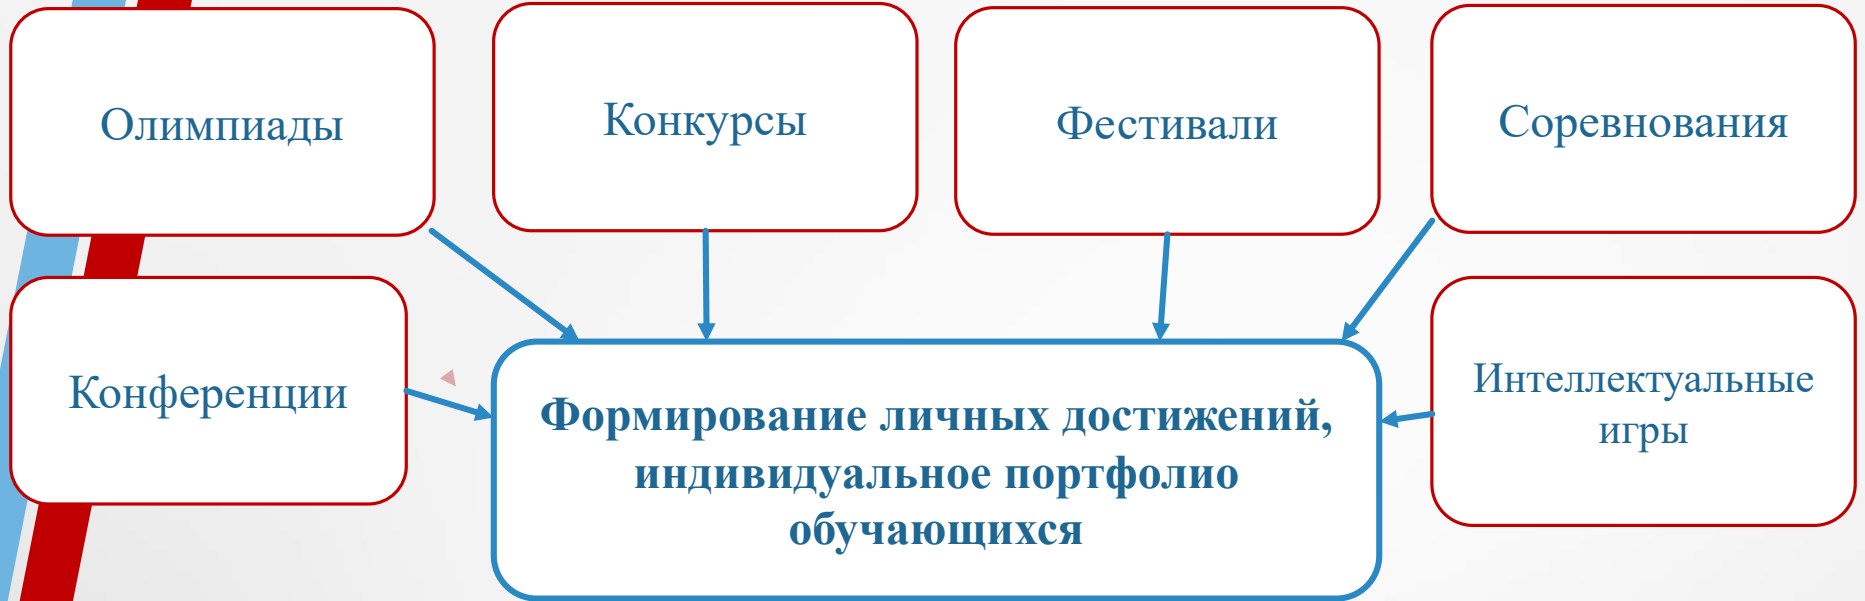 Олимпиады
Конкурсы
Фестивали
Соревнования
Конференции
Формирование личных достижений,
индивидуальное портфолио
обучающихся
Интеллектуальные
игры